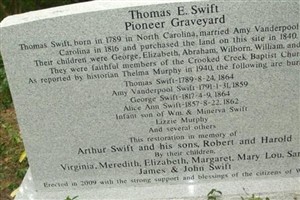 Thomas E. Swift
Pioneer Graveyard
Thomas Swift, born in 1789 in North Carolina, married Amy Vanderpool
Carolina in 1816 and purchased the land on this site in 1840.
Their children were George, Elizabeth, Abraham, Wilborn, William, and
They were faithful members of the Crooked Creek Baptist Chu
As reported by historian Thelma Murphy in 1940, the following are buri
Thomas Swift-1789-8-24, 1864
Amy Vanderpool Swift-1791-1-31, 1859
George Swift-1817-4-9, 1864
Alice Ann Swift-1857-8-22, 1862
Infant son of Wm. & Minerva Swift
Lizzie Murphy
And several others
This restoration in memory of
Arthur Swift and his sons, Robert and Harold
By their children,
Virginia, Meredith, Elizabeth, Margaret, Mary Lou, Sar
James & John Swift
Erected in 2009 with the strong support and blessings of the citizens of W